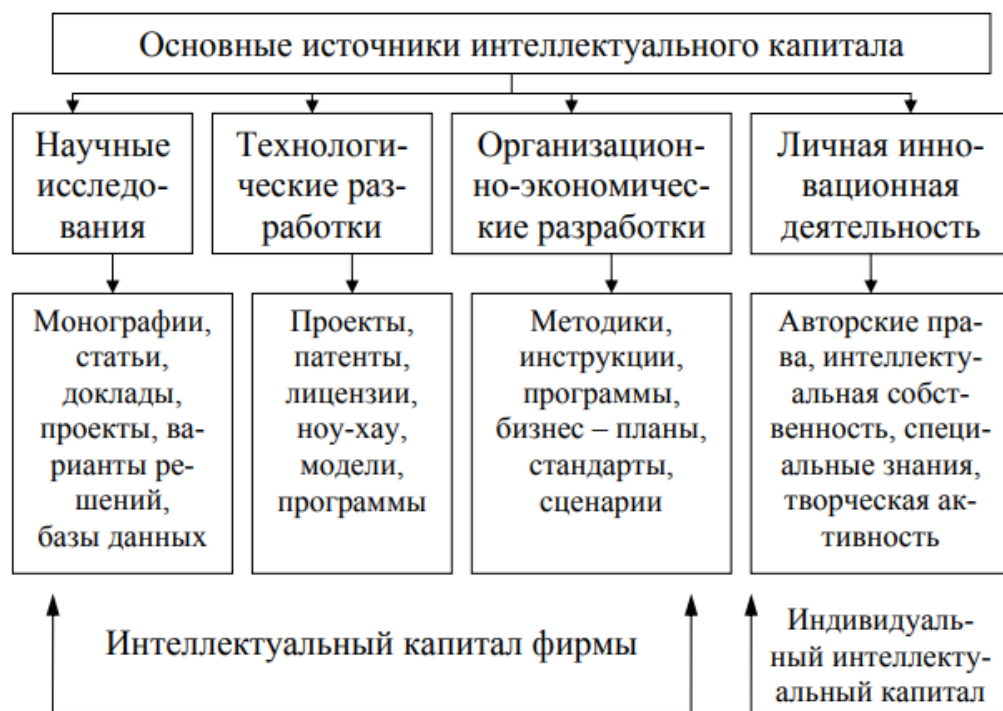 Основные источники интеллектуального капитала
Научные
исследо-
вания
Технологи-
ческие раз-
работки
Организацион-
но-экономичес-
кие разработки
Личная инно-
вационная
деятельность
Монографии,
статьи,
доклады,
проекты, ва-
рианты ре-
шений,
базы данных
Проекты,
патенты,
лицензии,
ноу-хау,
модели,
программы
Методики,
инструкции,
программы,
бизнес – планы,
стандарты,
сценарии
Авторские пра-
ва, интеллекту-
альная собст-
венность, специ-
альные знания,
творческая ак-
тивность
Интеллектуальный капитал фирмы
Индивидуаль-
ный интеллекту-
альный капитал